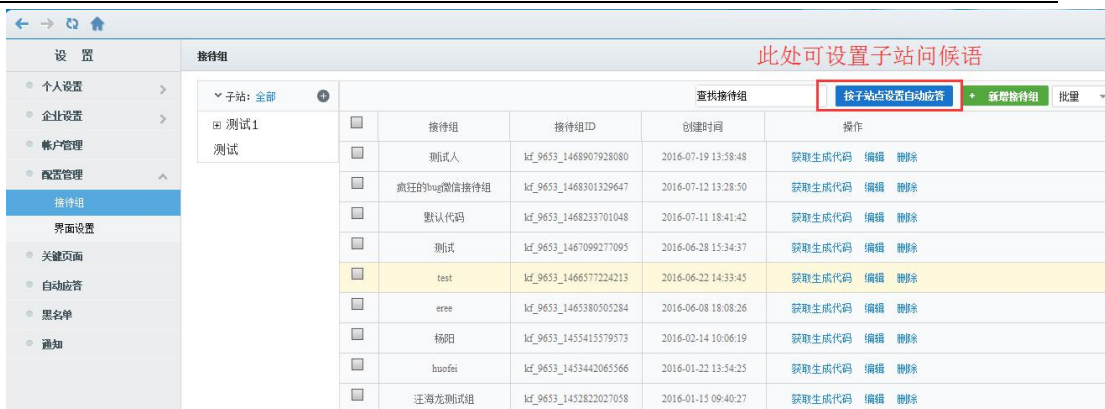 设 置
接待组
此处可设置子站问候语
个人设置
企业设置
帐户管理
配置管理
接待组
界面设置
关键页面
自动应答
黑名单
通知
子站：全部
测试1
测试
查找接待组
按子站点设置自动应答
+ 新增接待组
批量
接待组 接待组ID 创建时间 操作
测试人 kf_9653_1468907928080 2016-07-19 13:58:48 获取生成代码 编辑 删除
疯狂的bug微信接待组 kf_9653_1468301329647 2016-07-12 13:28:50 获取生成代码 编辑 删除
默认代码 kf_9653_1468233701048 2016-07-11 18:41:42 获取生成代码 编辑 删除
测试 kf_9653_1467099277095 2016-06-28 15:34:37 获取生成代码 编辑 删除
test kf_9653_1466577224213 2016-06-22 14:33:45 获取生成代码 编辑 删除
eree kf_9653_1465380505284 2016-06-08 18:08:26 获取生成代码 编辑 删除
杨阳 kf_9653_1455415579573 2016-02-14 10:06:19 获取生成代码 编辑 删除
huofei kf_9653_1453442065566 2016-01-22 13:54:25 获取生成代码 编辑 删除
汪海龙测试组 kf_9653_1452822027058 2016-01-15 09:40:27 获取生成代码 编辑 删除